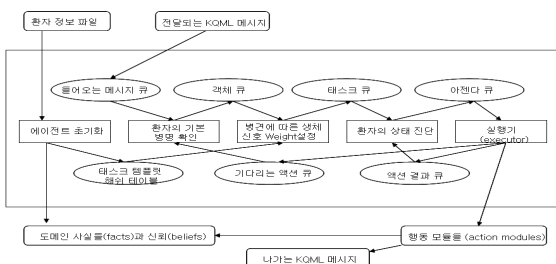 환자 정보 파일
전달되는 KQML 메시지
들어오는 메시지 큐
객체 큐
태스크 큐
아젠다 큐
에이전트 초기화
환자의 기본
병명 확인
병견에 따른 생체
신호 Weight설정
환자의 상태 진단
실행기
(executor)
태스크 템플릿
해쉬 테이블
기다리는 액션 큐
액션 결과 큐
도메인 사실들(facts)과 신뢰(beliefs)
행동 모듈들 (action modules)
나가는 KQML 메시지